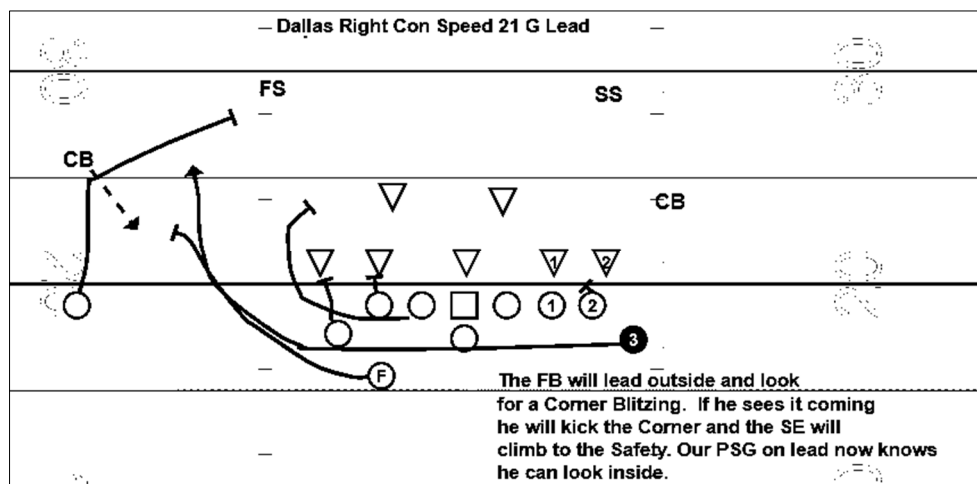 Dallas Right Con Speed 21 G Lead
FS
SS
CB
CB
1
2
1
2
3
F
The FB will lead outside and look
for a Corner Blitzing. If he sees it coming
he will kick the Corner and the SE will
climb to the Safety. Our PSG on lead now knows
he can look inside.